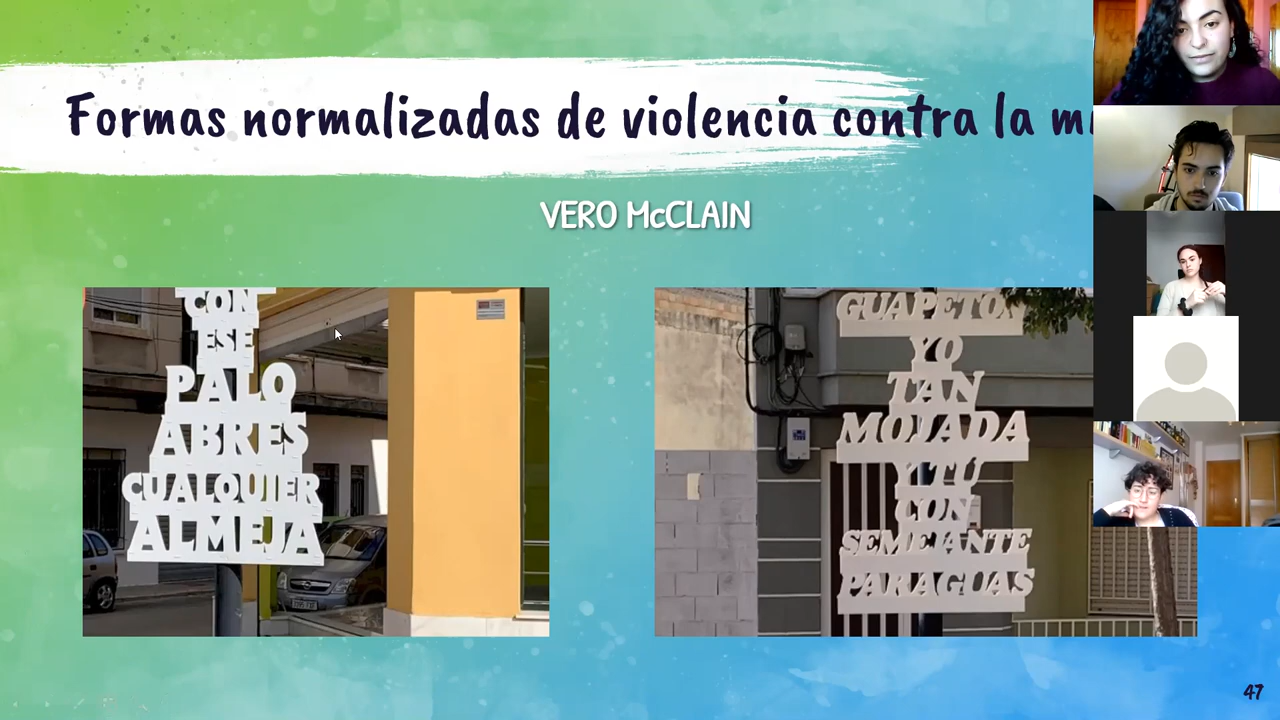 Formas normalizadas de violencia contra la
VERO McCLAIN
CON
ESE
PALO
ABRES
CUALQUIER
ALMEJA
GUAPETON
YO
TAN
MOJADA
Y TU
CON
SEMEJANTE
PARAGUAS
47